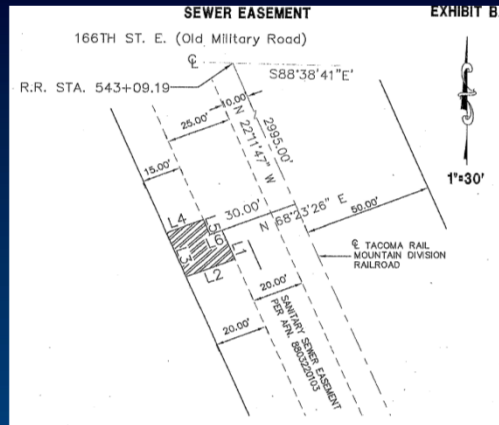 SEWER EASEMENT
EXHIBIT B
166TH ST. E. (Old Military Road)
℄
S88°38'41"E'
R.R. STA. 543+09.19
10.00'
25.00'
N 22°11'47" W
2995.00'
15.00'
1"=30'
L4
L5
30.00'
N 68°23'26" E
50.00'
L3
L6
L1
L2
℄ TACOMA RAIL
MOUNTAIN DIVISION
RAILROAD
20.00'
SANITARY SEWER EASEMENT
PER AFN. 8803220103
20.00'